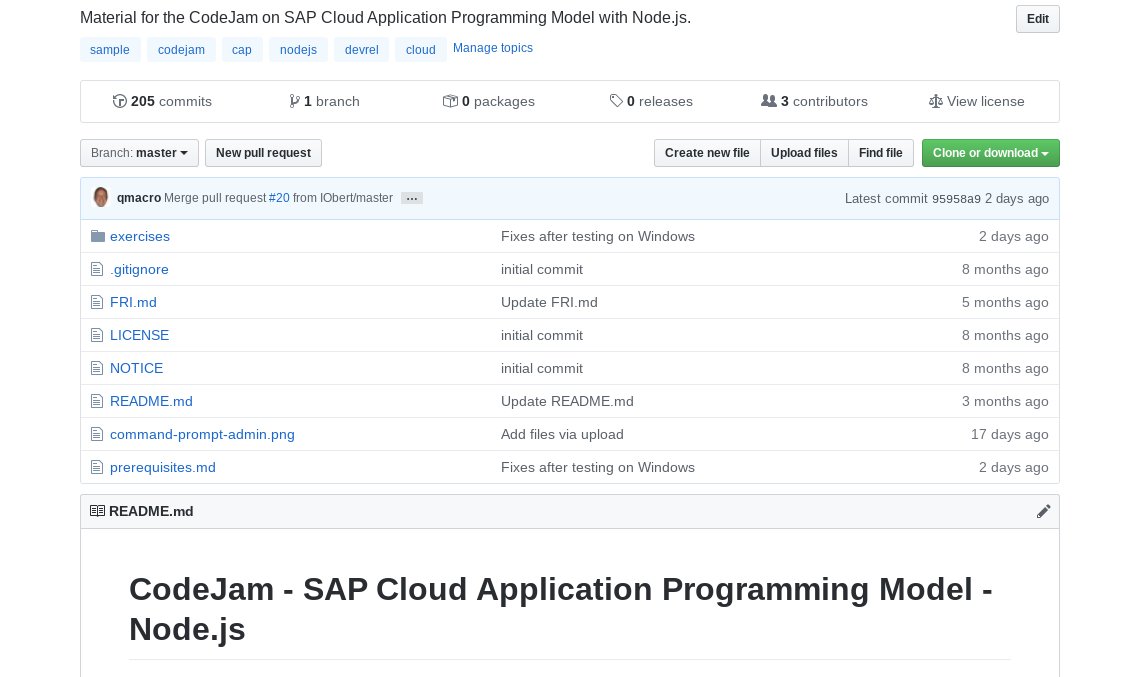 Material for the CodeJam on SAP Cloud Application Programming Model with Node.js. Edit
sample codejam cap nodejs devrel cloud Manage topics
205 commits 1 branch 0 packages 0 releases 3 contributors View license
Branch: master New pull request Create new file Upload files Find file Clone or download
qmacro Merge pull request #20 from IObert/master ... Latest commit 95958a9 2 days ago
exercises Fixes after testing on Windows 2 days ago
.gitignore initial commit 8 months ago
FRI.md Update FRI.md 5 months ago
LICENSE initial commit 8 months ago
NOTICE initial commit 8 months ago
README.md Update README.md 3 months ago
command-prompt-admin.png Add files via upload 17 days ago
prerequisites.md Fixes after testing on Windows 2 days ago
README.md
CodeJam - SAP Cloud Application Programming Model -
Node.js